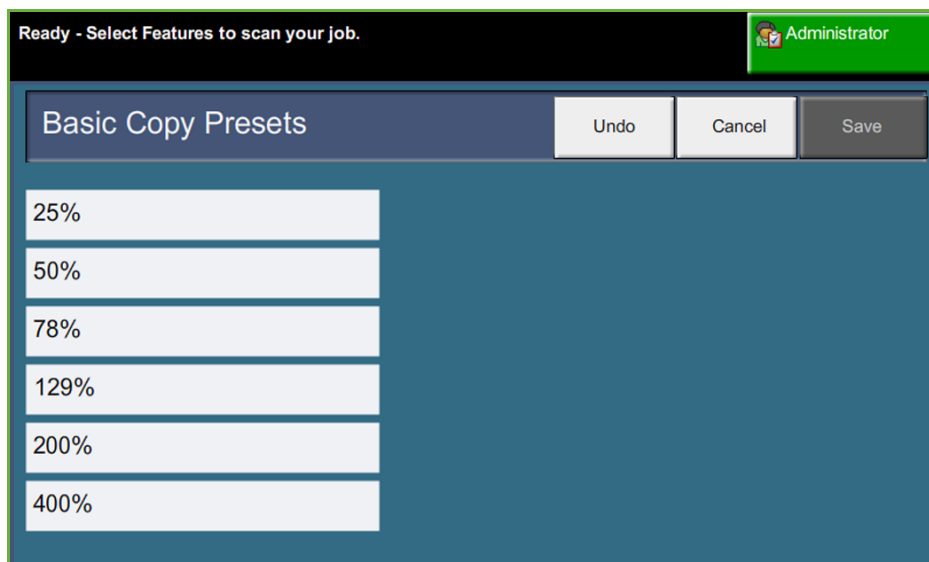 Ready - Select Features to scan your job.
Administrator
Basic Copy Presets
Undo
Cancel
Save
25%
50%
78%
129%
200%
400%